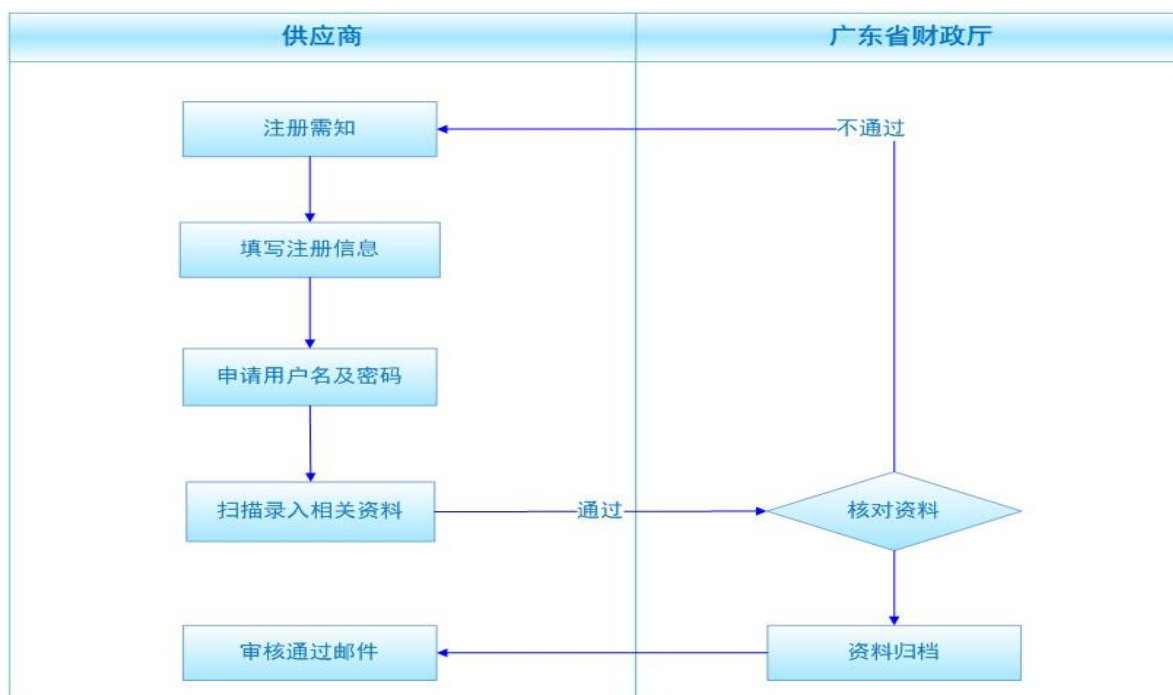 供应商
广东省财政厅
注册需知
不通过
填写注册信息
申请用户名及密码
扫描录入相关资料
通过
核对资料
审核通过邮件
资料归档